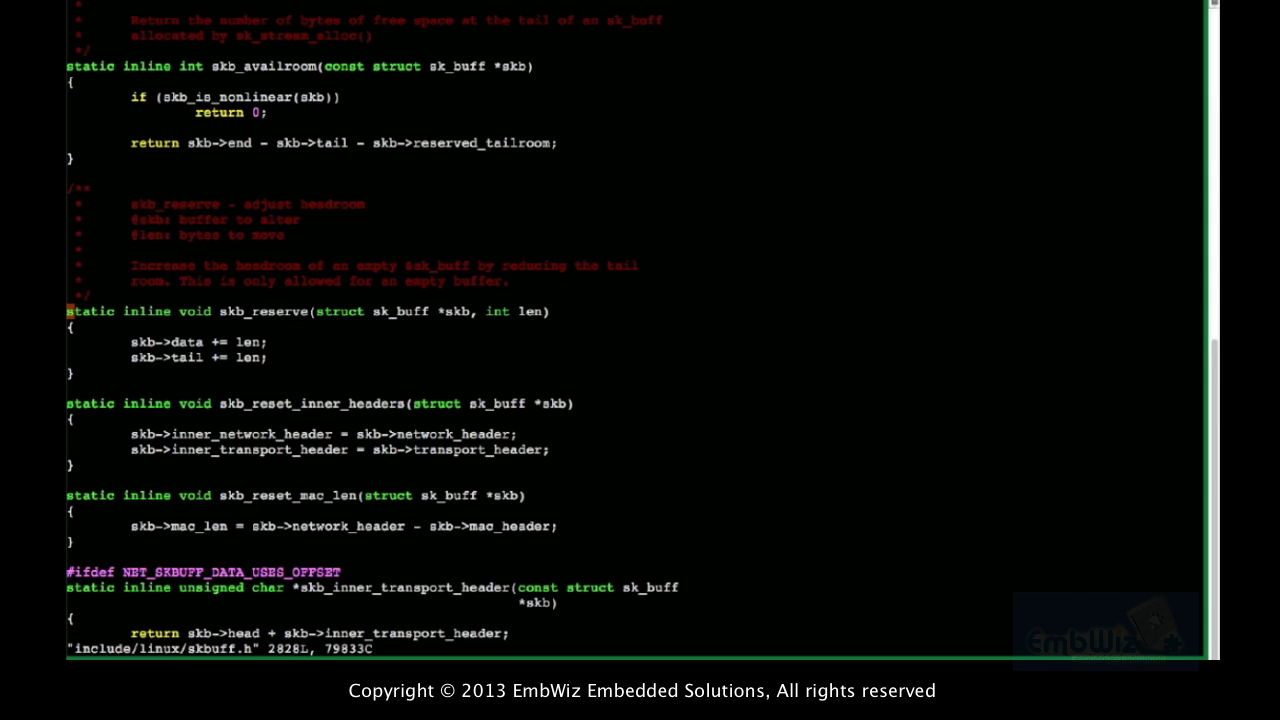 *
* Return the number of bytes of free space at the tail of an sk_buff
* allocated by sk_stream_alloc()
*/
static inline int skb_availroom(const struct sk_buff *skb)
{
if (skb_is_nonlinear(skb))
return 0;
return skb->end - skb->tail - skb->reserved_tailroom;
}
/**
* skb_reserve - adjust headroom
* @skb: buffer to alter
* @len: bytes to move
*
* Increase the headroom of an empty &sk_buff by reducing the tail
* room. This is only allowed for an empty buffer.
*/
static inline void skb_reserve(struct sk_buff *skb, int len)
{
skb->data += len;
skb->tail += len;
}
static inline void skb_reset_inner_headers(struct sk_buff *skb)
{
skb->inner_network_header = skb->network_header;
skb->inner_transport_header = skb->transport_header;
}
static inline void skb_reset_mac_len(struct sk_buff *skb)
{
skb->mac_len = skb->network_header - skb->mac_header;
}
#ifdef NET_SKBUFF_DATA_USES_OFFSET
static inline unsigned char *skb_inner_transport_header(const struct sk_buff
*skb)
{
return skb->head + skb->inner_transport_header;
"include/linux/skbuff.h" 2828L, 79833C
EmbWiz
Copyright © 2013 EmbWiz Embedded Solutions, All rights reserved